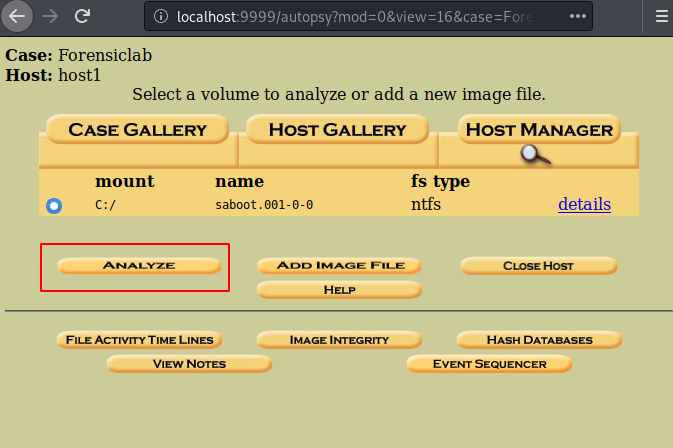 localhost:9999/autopsy?mod=0&view=16&case=Fore
Case: Forensiclab
Host: host1
Select a volume to analyze or add a new image file.
CASE GALLERY HOST GALLERY HOST MANAGER
mount name fs type
C:/ saboot.001-0-0 ntfs details
ANALYZE ADD IMAGE FILE CLOSE HOST
HELP
FILE ACTIVITY TIME LINES IMAGE INTEGRITY HASH DATABASES
VIEW NOTES EVENT SEQUENCER